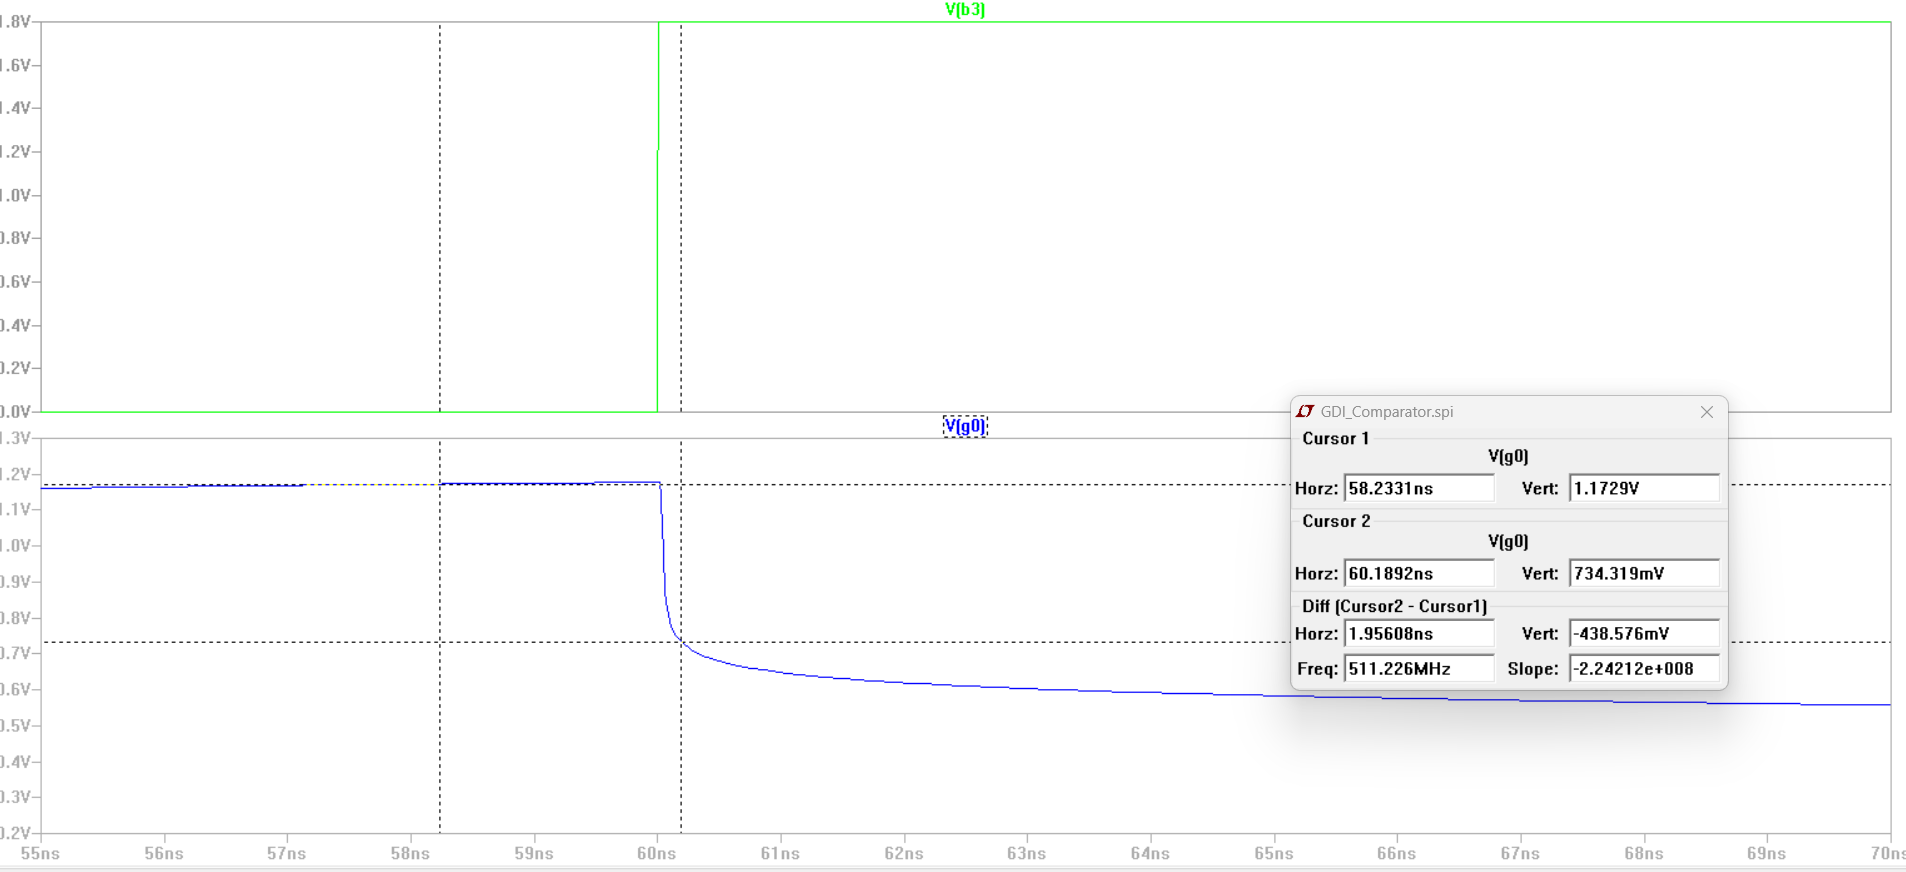 V(b3)
1.8V
1.6V
1.4V
1.2V
1.0V
0.8V
0.6V
0.4V
0.2V
0.0V
V(g0)
1.3V
1.2V
1.1V
1.0V
0.9V
0.8V
0.7V
0.6V
0.5V
0.4V
0.3V
0.2V
55ns 56ns 57ns 58ns 59ns 60ns 61ns 62ns 63ns 64ns 65ns 66ns 67ns 68ns 69ns 70ns
GDI_Comparator.spi
Cursor 1
V(g0)
Horz: 58.2331ns Vert: 1.1729V
Cursor 2
V(g0)
Horz: 60.1892ns Vert: 734.319mV
Diff (Cursor2 - Cursor1)
Horz: 1.95608ns Vert: -438.576mV
Freq: 511.226MHz Slope: -2.24212e+008